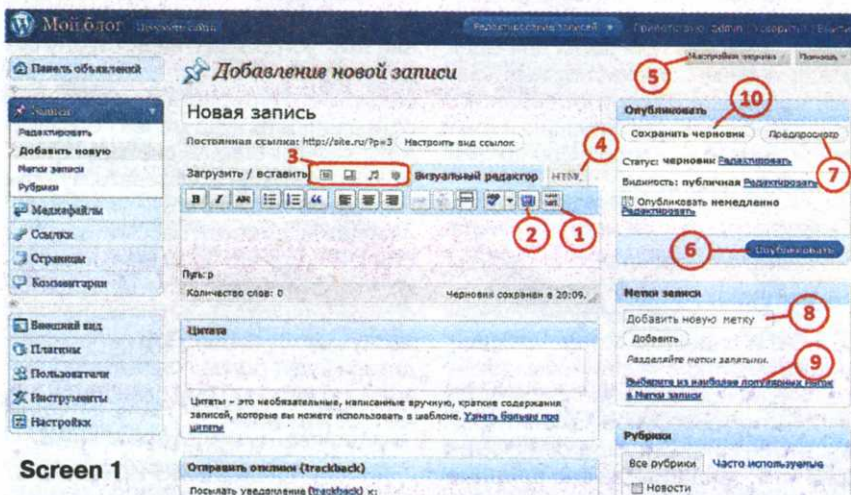 Мой блог
Редактирование записей
Настройки экрана Помощь
5
Панель объявлений
Записи
Редактировать
Добавить новую
Метки записи
Рубрики
Медиафайлы
Ссылки
Страницы
Комментарии
Внешний вид
Плагины
Пользователи
Инструменты
Настройки
Screen 1
Добавление новой записи
Новая запись
Постоянная ссылка: http://site.ru/?p=3 Настроить вид ссылок
3
4
Загрузить / вставить Визуальный редактор HTML
B I ABC
2
1
Путь: p
Количество слов: 0 Черновик сохранен в 20:09.
Цитата
Цитаты – это необязательные, написанные вручную, краткие содержания
записей, которые вы можете использовать в шаблоне. Узнать больше про
цитаты
Отправить отклики (trackback)
Посылать уведомление (trackback) к:
Опубликовать
10
Сохранить черновик Предпросмотр
7
Статус: черновик Редактировать
Видимость: публичная Редактировать
Опубликовать немедленно
Редактировать
6
Опубликовать
Метки записи
Добавить новую метку
8
Добавить
Разделяйте метки запятыми.
9
Выберите из наиболее популярных меток
в Метки записи
Рубрики
Все рубрики Часто используемые
Новости